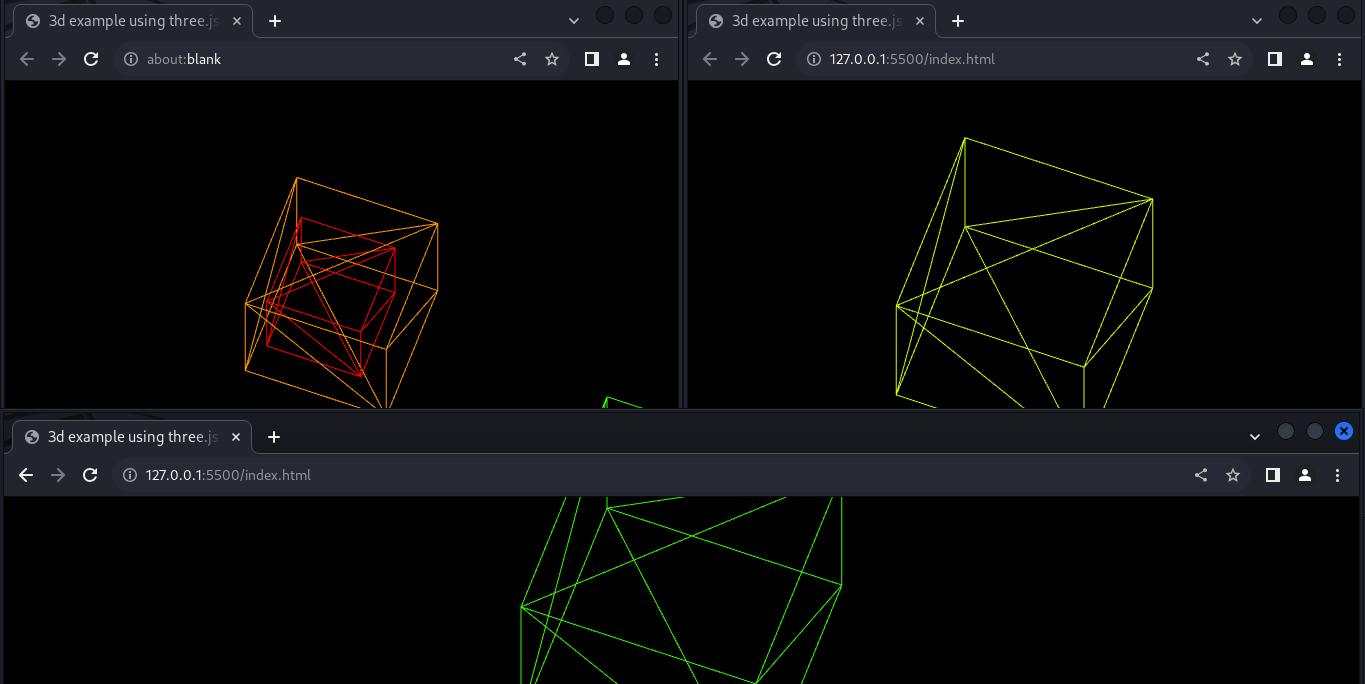 3d example using three.js
about:blank
3d example using three.js
127.0.0.1:5500/index.html
3d example using three.js
127.0.0.1:5500/index.html